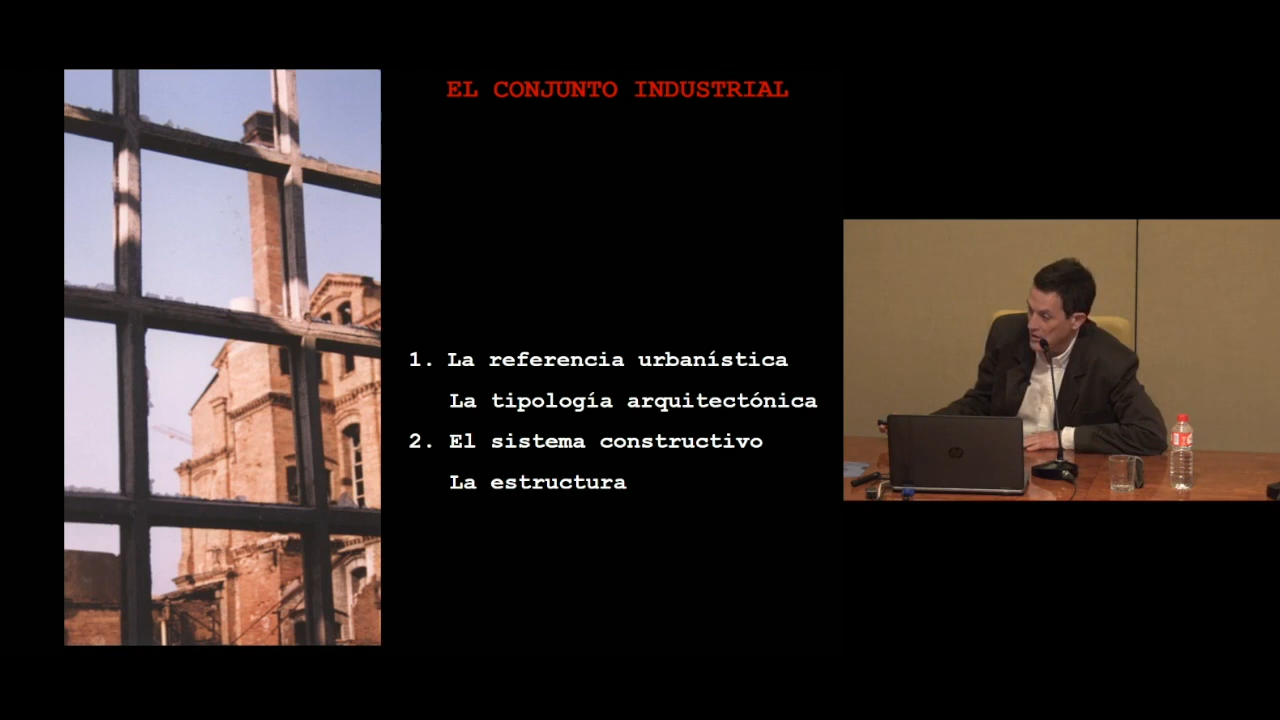 EL CONJUNTO INDUSTRIAL
1. La referencia urbanística
La tipología arquitectónica
2. El sistema constructivo
La estructura